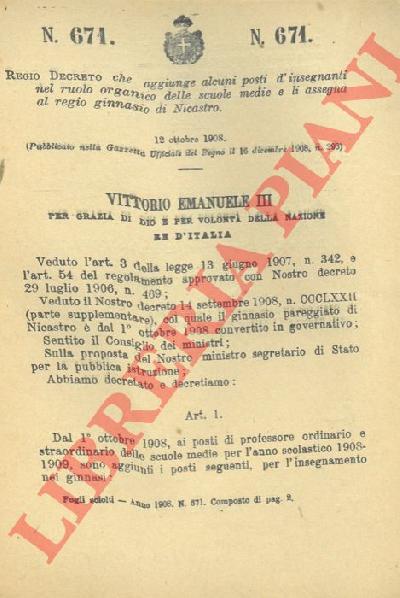 N. 671. N. 671.
REGIO DECRETO che aggiunge alcuni posti d'insegnanti
nel ruolo organico delle scuole medie e li assegna
al regio ginnasio di Nicastro.
12 ottobre 1908.
(Pubblicato nella Gazzetta Ufficiale del Regno il 16 dicembre 1908, n. 293)
VITTORIO EMANUELE III
PER GRAZIA DI DIO E PER VOLONTÀ DELLA NAZIONE
RE D'ITALIA
Veduto l'art. 3 della legge 13 giugno 1907, n. 342, e
l'art. 54 del regolamento approvato con Nostro decreto
29 luglio 1906, n. 469;
Veduto il Nostro decreto 14 settembre 1908, n. CCCLXXII
(parte supplementare), col quale il ginnasio pareggiato di
Nicastro è dal 1° ottobre 1908 convertito in governativo;
Sentito il Consiglio dei ministri;
Sulla proposta del Nostro ministro segretario di Stato
per la pubblica istruzione;
Abbiamo decretato e decretiamo:
Art. 1.
Dal 1° ottobre 1908, ai posti di professore ordinario e
straordinario delle scuole medie per l'anno scolastico 1908-
1909, sono aggiunti i posti seguenti, per l'insegnamento
nei ginnasi
Fogli sciolti — Anno 1908. N. 671. Composto di pag. 2.
LIBRERIA PIANI